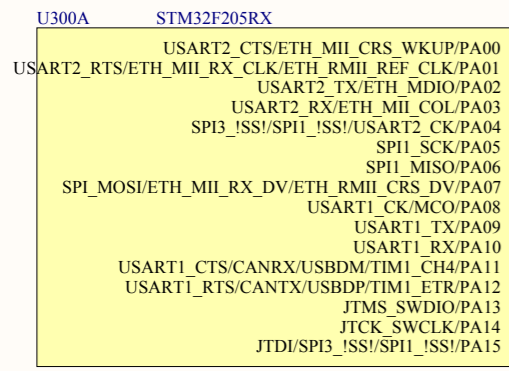 U300A STM32F205RX
USART2_CTS/ETH_MII_CRS_WKUP/PA00
USART2_RTS/ETH_MII_RX_CLK/ETH_RMII_REF_CLK/PA01
USART2_TX/ETH_MDIO/PA02
USART2_RX/ETH_MII_COL/PA03
SPI3_!SS!/SPI1_!SS!/USART2_CK/PA04
SPI1_SCK/PA05
SPI1_MISO/PA06
SPI_MOSI/ETH_MII_RX_DV/ETH_RMII_CRS_DV/PA07
USART1_CK/MCO/PA08
USART1_TX/PA09
USART1_RX/PA10
USART1_CTS/CANRX/USBDM/TIM1_CH4/PA11
USART1_RTS/CANTX/USBDP/TIM1_ETR/PA12
JTMS_SWDIO/PA13
JTCK_SWCLK/PA14
JTDI/SPI3_!SS!/SPI1_!SS!/PA15